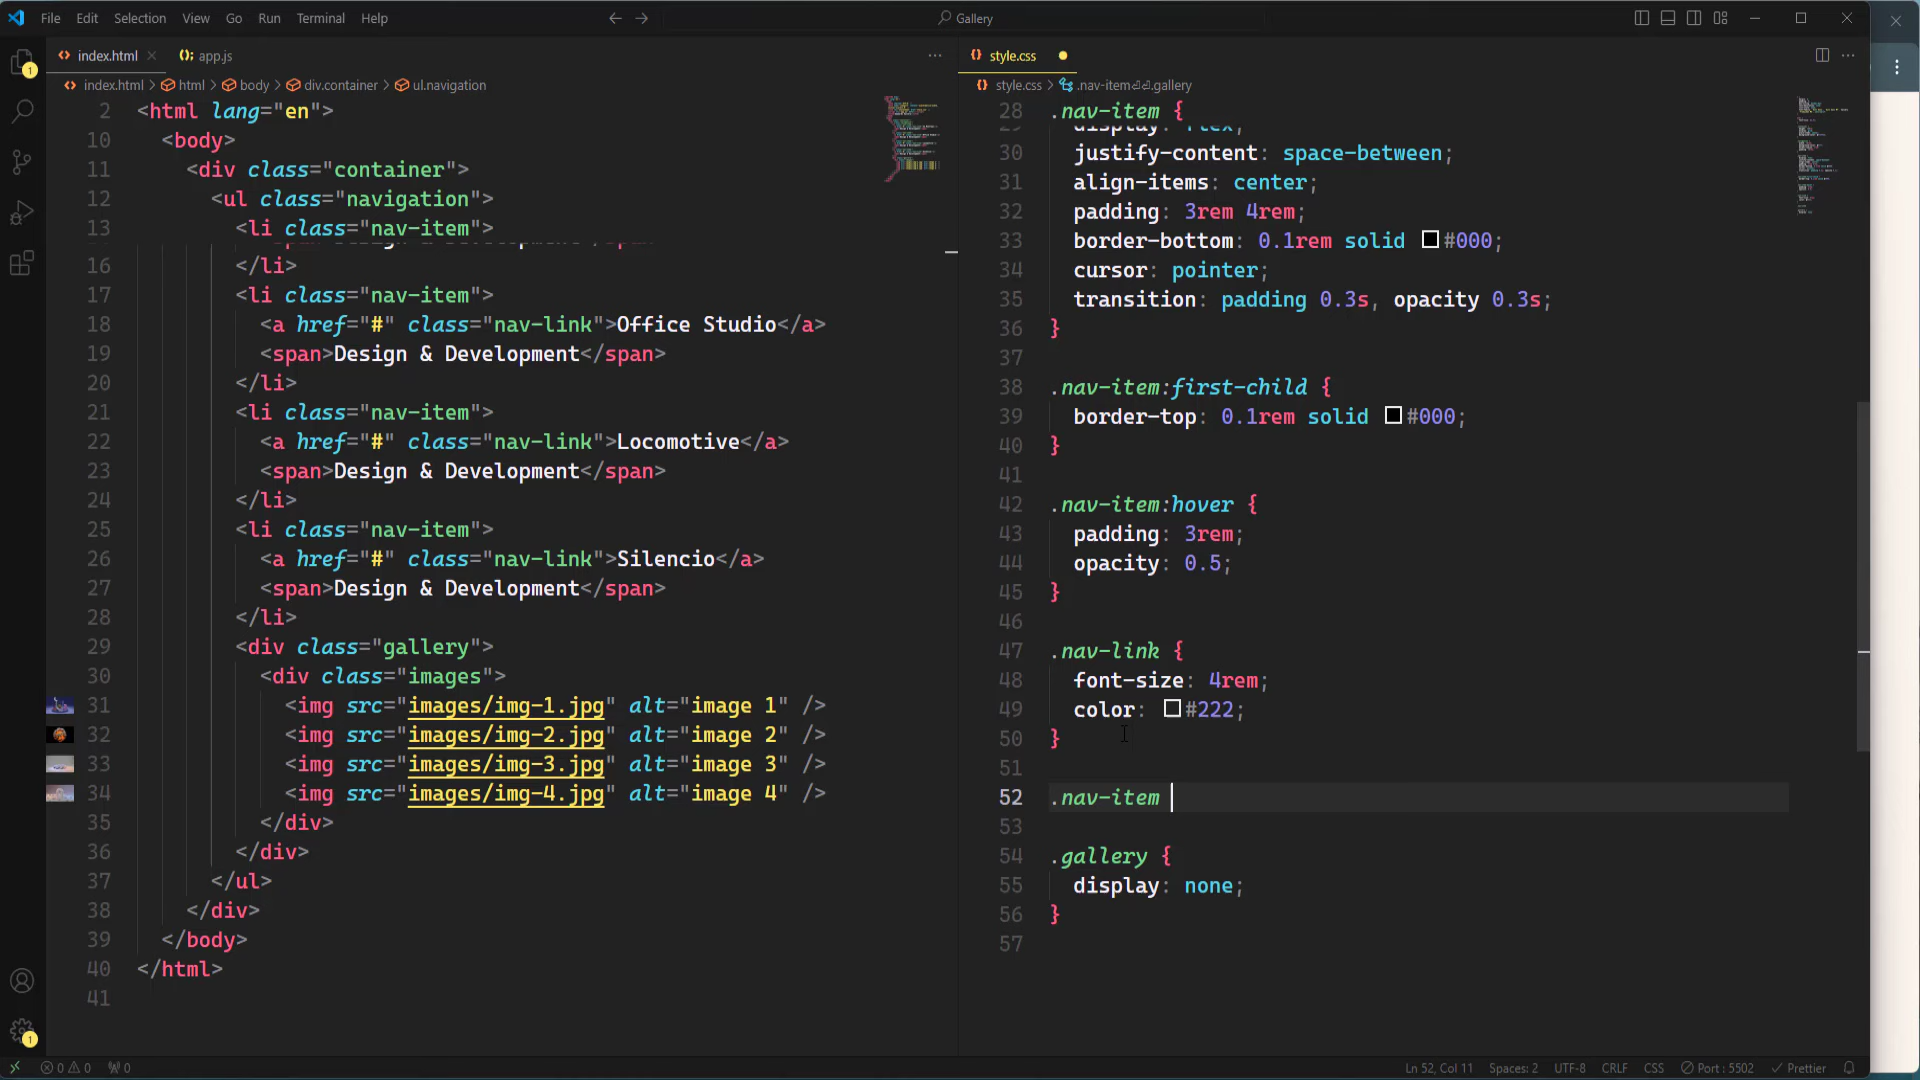 File Edit Selection View Go Run Terminal Help
Gallery
index.html
app.js
index.html > html > body > div.container > ul.navigation
2 <html lang="en">
10 <body>
11 <div class="container">
12 <ul class="navigation">
13 <li class="nav-item">
<span>Design & Development</span>
16 </li>
17 <li class="nav-item">
18 <a href="#" class="nav-link">Office Studio</a>
19 <span>Design & Development</span>
20 </li>
21 <li class="nav-item">
22 <a href="#" class="nav-link">Locomotive</a>
23 <span>Design & Development</span>
24 </li>
25 <li class="nav-item">
26 <a href="#" class="nav-link">Silencio</a>
27 <span>Design & Development</span>
28 </li>
29 <div class="gallery">
30 <div class="images">
31 <img src="images/img-1.jpg" alt="image 1" />
32 <img src="images/img-2.jpg" alt="image 2" />
33 <img src="images/img-3.jpg" alt="image 3" />
34 <img src="images/img-4.jpg" alt="image 4" />
35 </div>
36 </div>
37 </ul>
38 </div>
39 </body>
40 </html>
41
style.css
style.css > .nav-item⏎⏎.gallery
28 .nav-item {
29 display: flex;
30 justify-content: space-between;
31 align-items: center;
32 padding: 3rem 4rem;
33 border-bottom: 0.1rem solid #000;
34 cursor: pointer;
35 transition: padding 0.3s, opacity 0.3s;
36 }
37
38 .nav-item:first-child {
39 border-top: 0.1rem solid #000;
40 }
41
42 .nav-item:hover {
43 padding: 3rem;
44 opacity: 0.5;
45 }
46
47 .nav-link {
48 font-size: 4rem;
49 color: #222;
50 }
51
52 .nav-item
53
54 .gallery {
55 display: none;
56 }
57
1
1
0 0 0
Ln 52, Col 11 Spaces: 2 UTF-8 CRLF CSS Port : 5502 Prettier